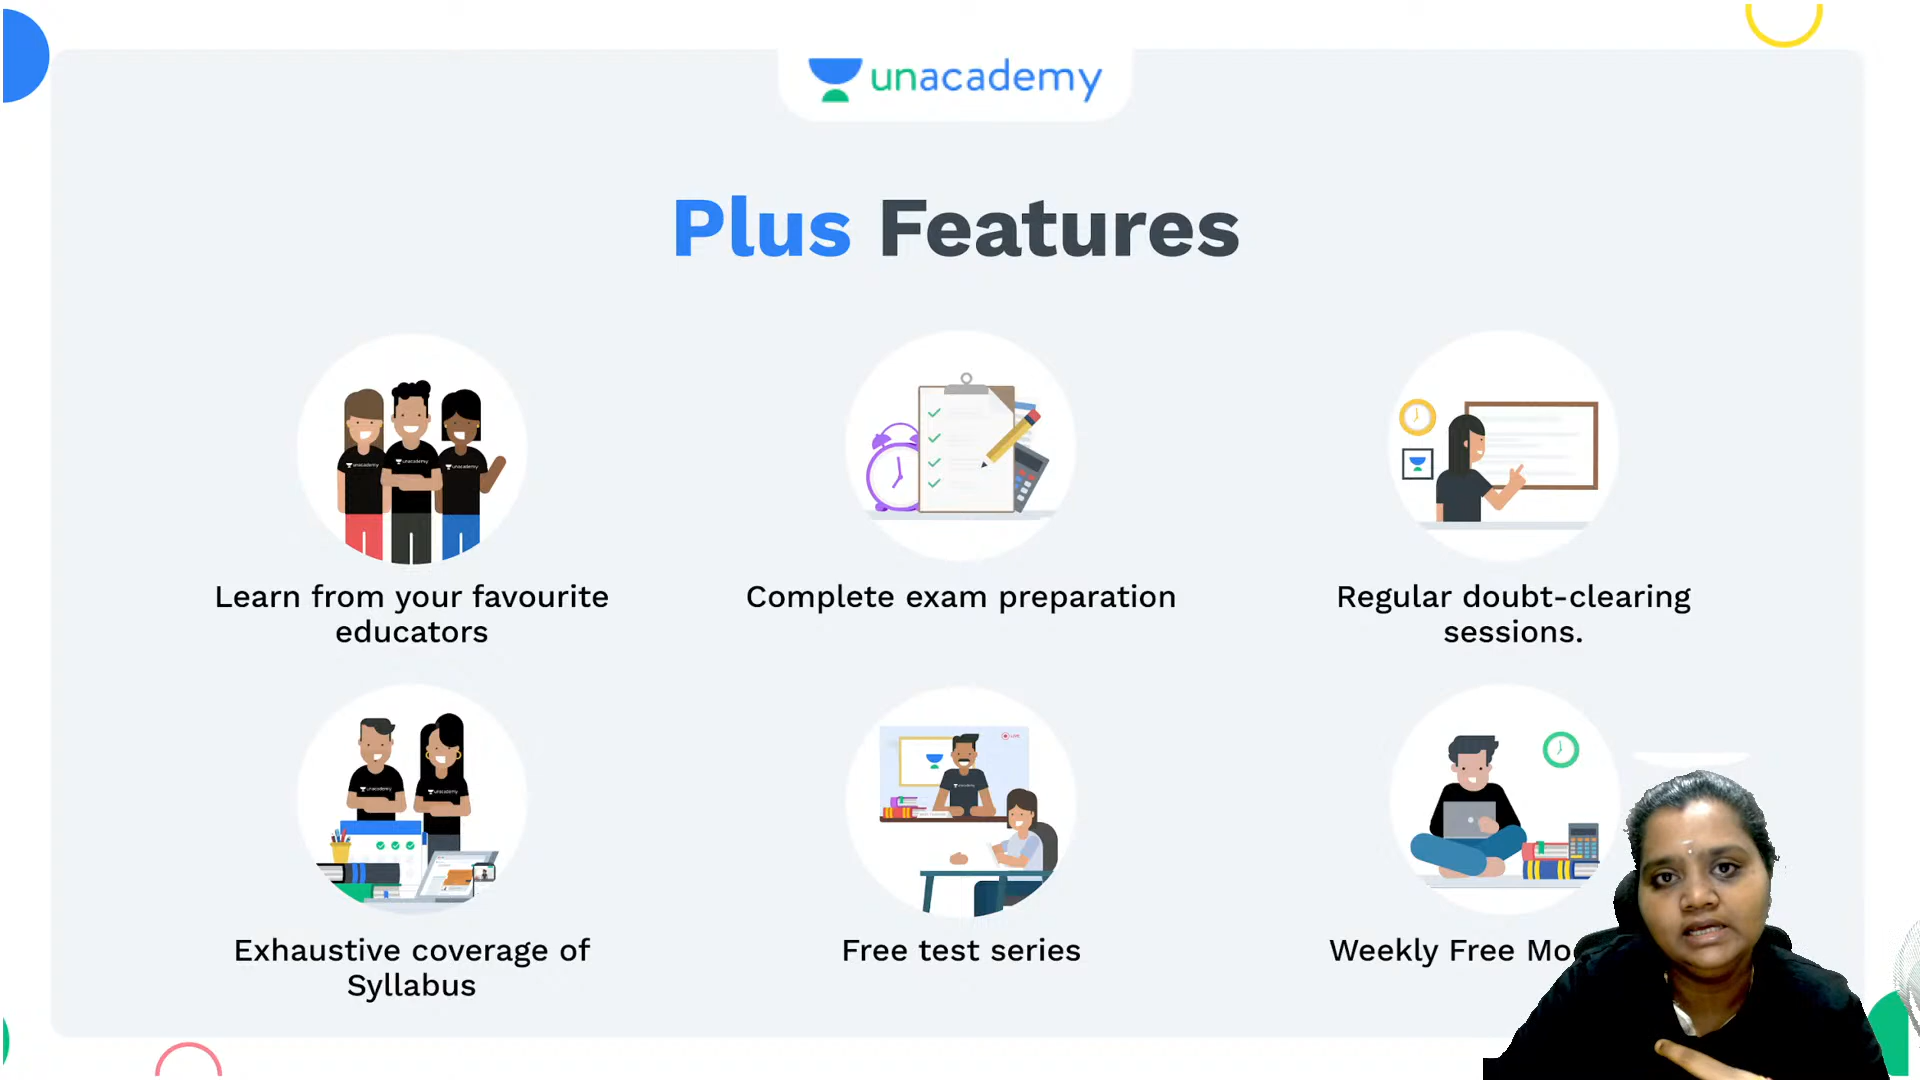 unacademy
Plus Features
Learn from your favourite
educators
Complete exam preparation
Regular doubt-clearing
sessions.
Exhaustive coverage of
Syllabus
Free test series
Weekly Free